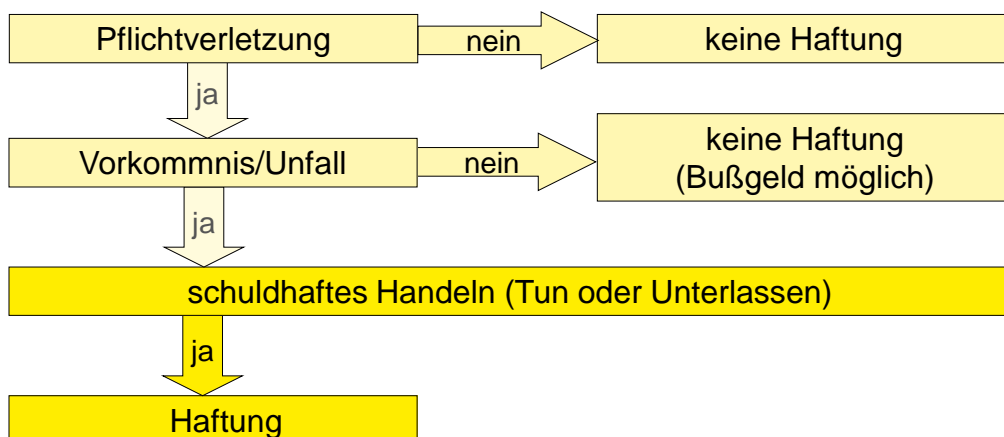 Pflichtverletzung
nein
keine Haftung
ja
Vorkommnis/Unfall
nein
keine Haftung
(Bußgeld möglich)
ja
schuldhaftes Handeln (Tun oder Unterlassen)
ja
Haftung